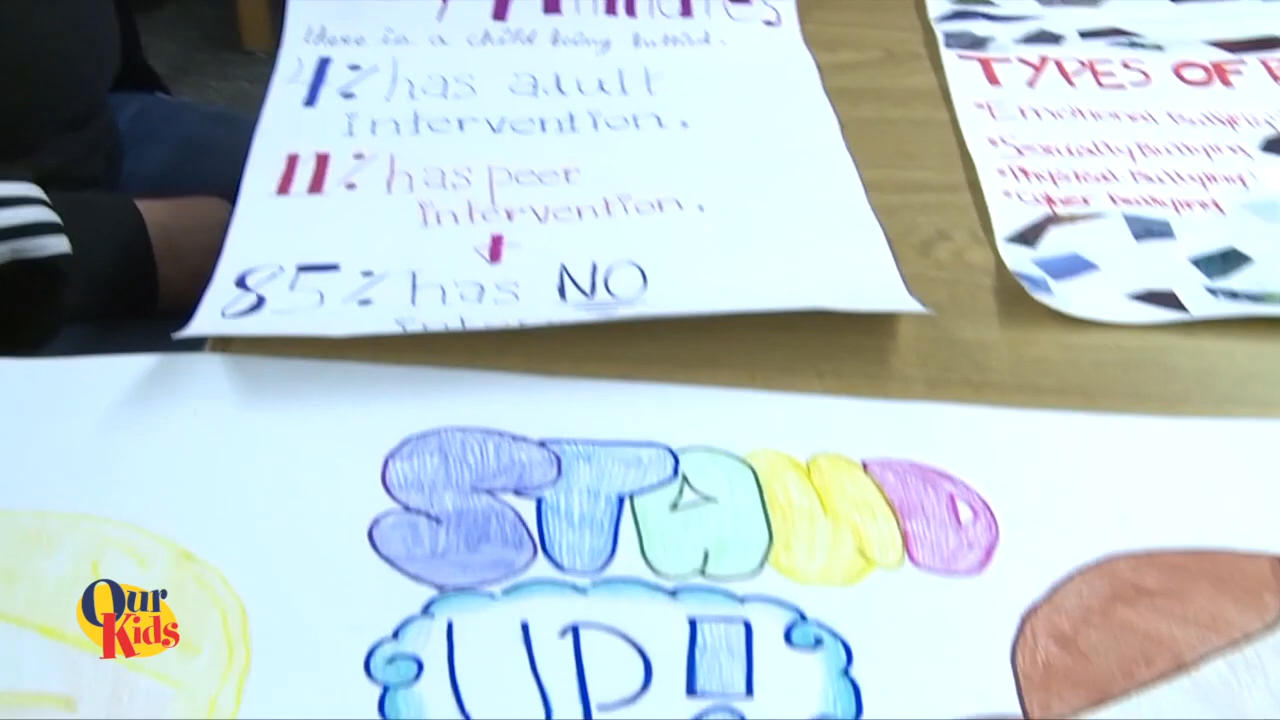 there is a child being bullied.
4% has adult
intervention.
11% has peer
intervention.
85% has NO
TYPES OF
•Emotional Bullying
•Sexually Bullying
•Physical Bullying
•Cyber Bullying
STAND
UP!
Our
Kids